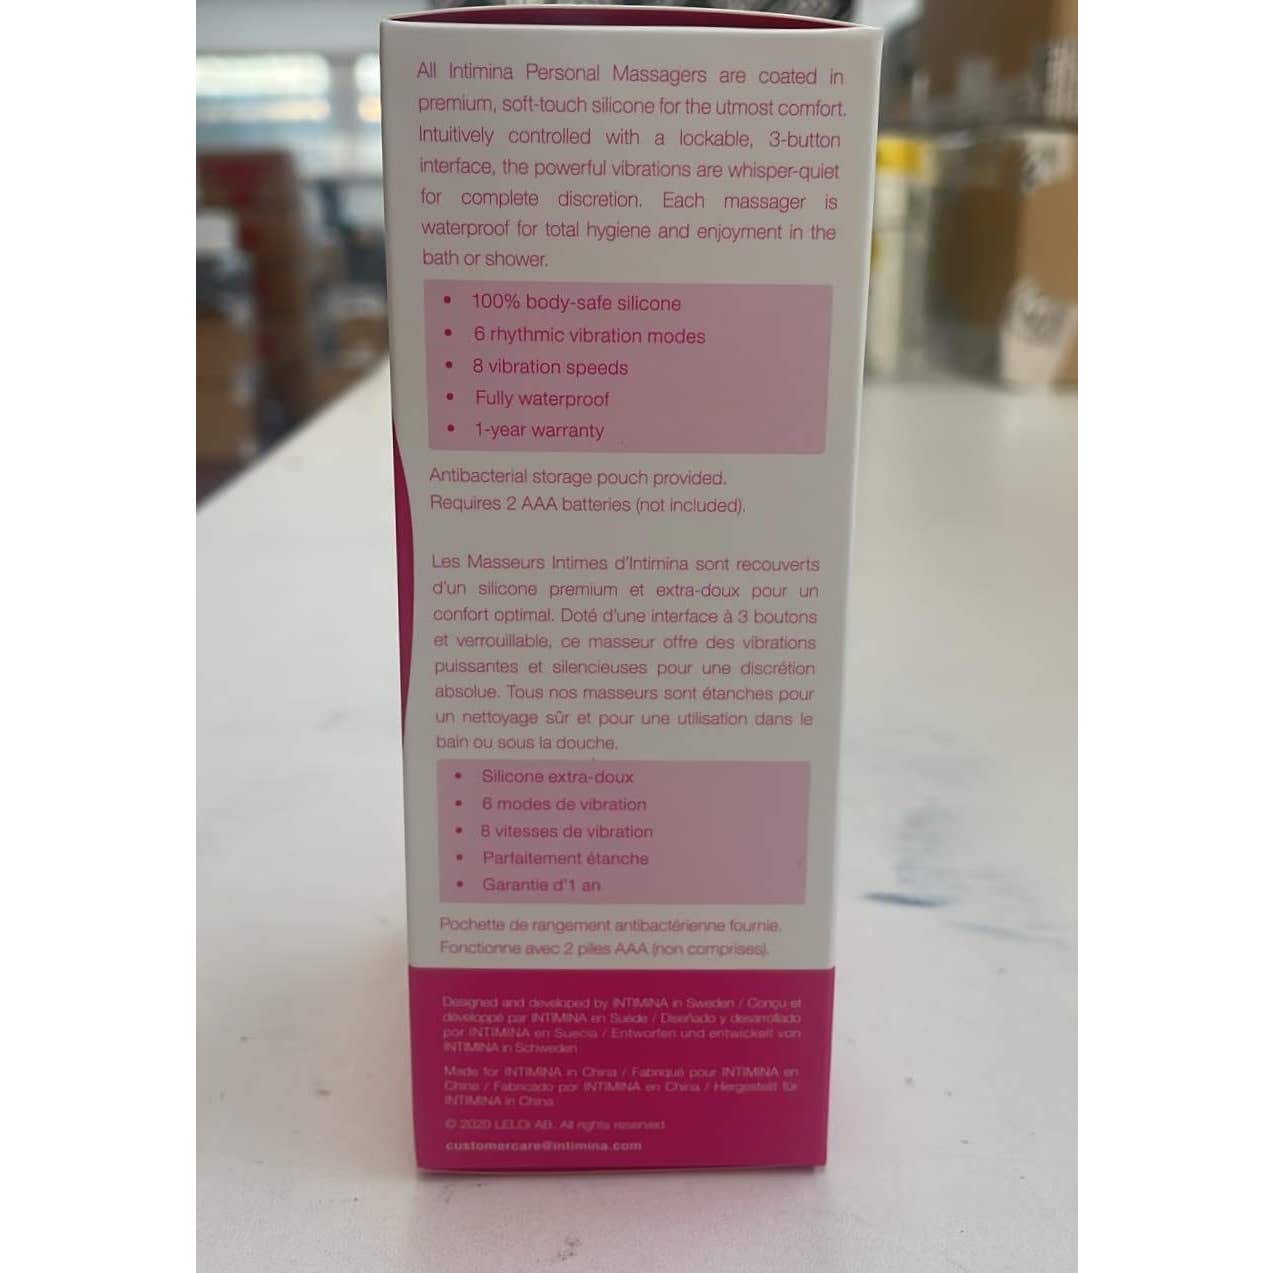 All Intimina Personal Massagers are coated in
premium, soft-touch silicone for the utmost comfort.
Intuitively controlled with a lockable, 3-button
interface, the powerful vibrations are whisper-quiet
for complete discretion. Each massager is
waterproof for total hygiene and enjoyment in the
bath or shower.
• 100% body-safe silicone
• 6 rhythmic vibration modes
• 8 vibration speeds
• Fully waterproof
• 1-year warranty
Antibacterial storage pouch provided.
Requires 2 AAA batteries (not included).
Les Masseurs Intimes d'Intimina sont recouverts
d'un silicone premium et extra-doux pour un
confort optimal. Doté d'une interface à 3 boutons
et verrouillable, ce masseur offre des vibrations
puissantes et silencieuses pour une discrétion
absolue. Tous nos masseurs sont étanches pour
un nettoyage sûr et pour une utilisation dans le
bain ou sous la douche.
• Silicone extra-doux
• 6 modes de vibration
• 8 vitesses de vibration
• Parfaitement étanche
• Garantie d'1 an
Pochette de rangement antibactérienne fournie.
Fonctionne avec 2 piles AAA (non comprises).
Designed and developed by INTIMINA in Sweden / Conçu et
développé par INTIMINA en Suède / Diseñado y desarrollado
por INTIMINA en Suecia / Entworfen und entwickelt von
INTIMINA in Schweden
Made for INTIMINA in China / Fabriqué pour INTIMINA en
Chine / Fabricado por INTIMINA en China / Hergestellt für
INTIMINA in China
© 2020 LELOi AB. All rights reserved
customercare@intimina.com